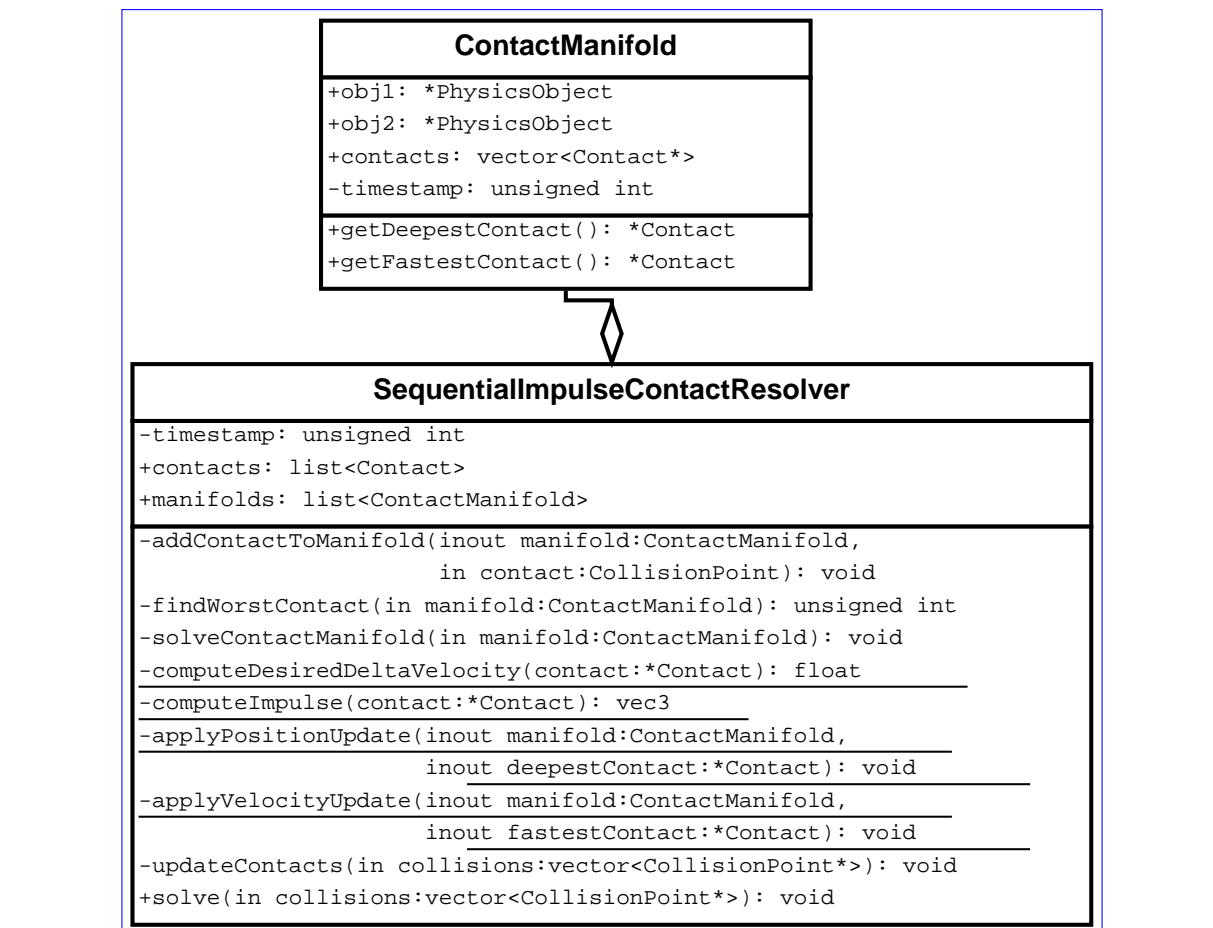 ContactManifold
+obj1: *PhysicsObject
+obj2: *PhysicsObject
+contacts: vector<Contact*>
-timestamp: unsigned int
+getDeepestContact(): *Contact
+getFastestContact(): *Contact
SequentialImpulseContactResolver
-timestamp: unsigned int
+contacts: list<Contact>
+manifolds: list<ContactManifold>
-addContactToManifold(inout manifold:ContactManifold,
in contact:CollisionPoint): void
-findWorstContact(in manifold:ContactManifold): unsigned int
-solveContactManifold(in manifold:ContactManifold): void
-computeDesiredDeltaVelocity(contact:*Contact): float
-computeImpulse(contact:*Contact): vec3
-applyPositionUpdate(inout manifold:ContactManifold,
inout deepestContact:*Contact): void
-applyVelocityUpdate(inout manifold:ContactManifold,
inout fastestContact:*Contact): void
-updateContacts(in collisions:vector<CollisionPoint*>): void
+solve(in collisions:vector<CollisionPoint*>): void